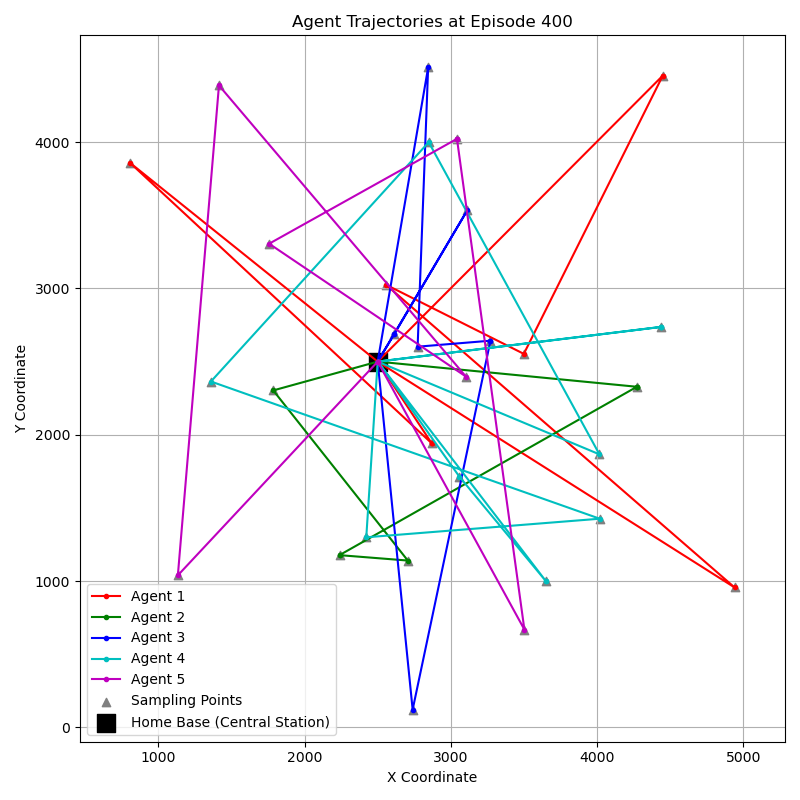 Agent Trajectories at Episode 400
Y Coordinate
4000
3000
2000
1000
0
Agent 1
Agent 2
Agent 3
Agent 4
Agent 5
Sampling Points
Home Base (Central Station)
1000 2000 3000 4000 5000
X Coordinate